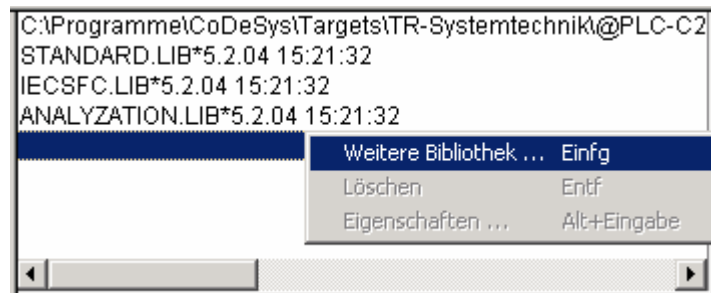 C:\Programme\CoDeSys\Targets\TR-Systemtechnik\@PLC-C2
STANDARD.LIB*5.2.04 15:21:32
IECSFC.LIB*5.2.04 15:21:32
ANALYZATION.LIB*5.2.04 15:21:32
Weitere Bibliothek ... Einfg
Löschen Entf
Eigenschaften ... Alt+Eingabe